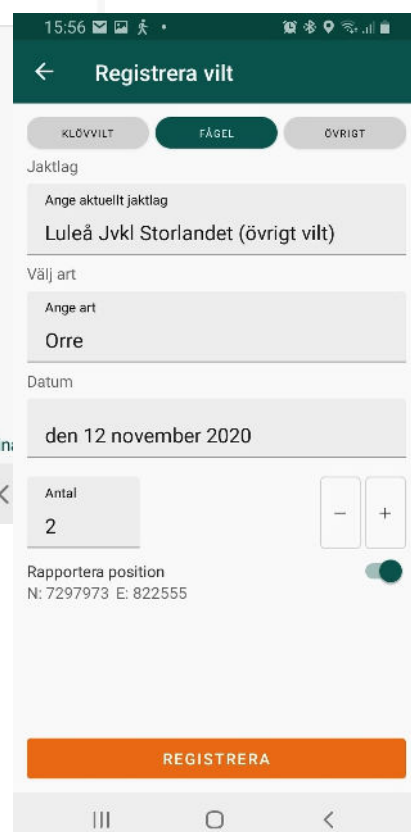 15:56
Registrera vilt
KLÖVVILT FÅGEL ÖVRIGT
Jaktlag
Ange aktuellt jaktlag
Luleå Jvkl Storlandet (övrigt vilt)
Välj art
Ange art
Orre
Datum
den 12 november 2020
Antal
2
− +
Rapportera position
N: 7297973 E: 822555
REGISTRERA